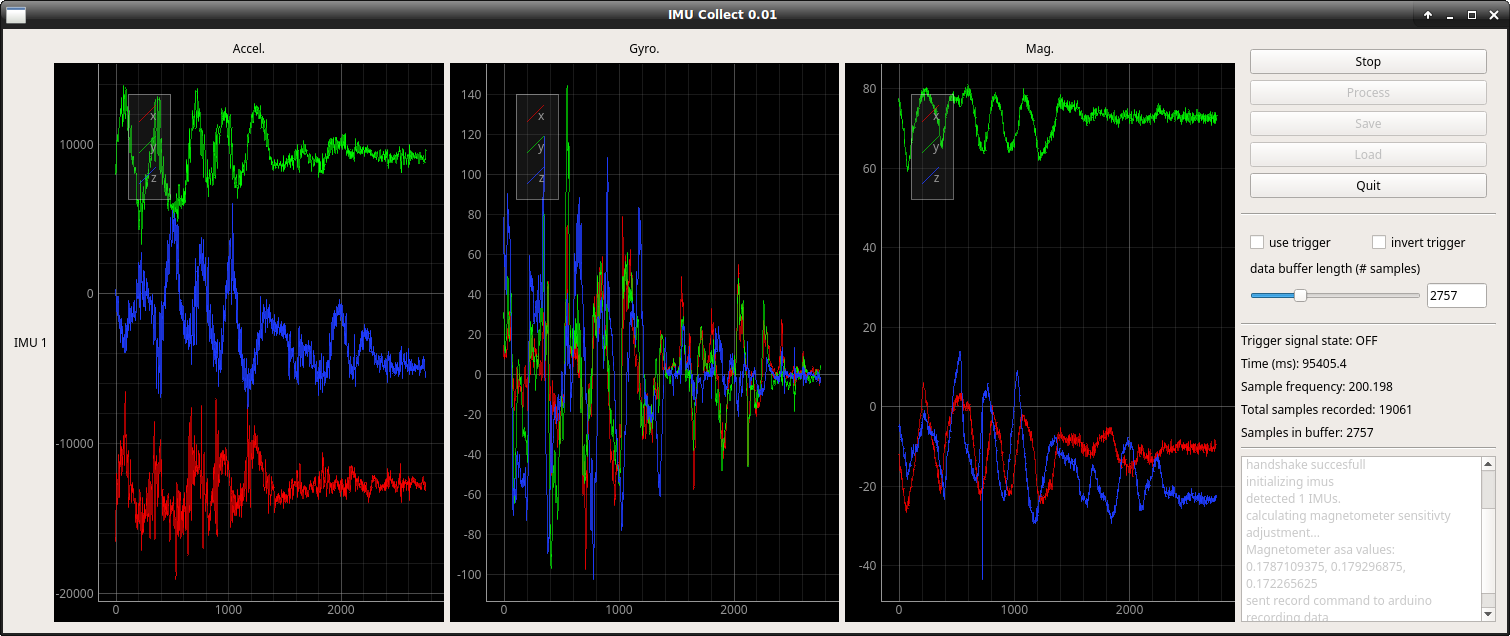 IMU Collect 0.01
Accel.
Gyro.
Mag.
IMU 1
10000
0
-10000
-20000
0
1000
2000
x
y
z
140
120
100
80
60
40
20
0
-20
-40
-60
-80
-100
0
1000
2000
x
y
z
80
60
40
20
0
-20
-40
0
1000
2000
x
y
z
Stop
Process
Save
Load
Quit
use trigger
invert trigger
data buffer length (# samples)
2757
Trigger signal state: OFF
Time (ms): 95405.4
Sample frequency: 200.198
Total samples recorded: 19061
Samples in buffer: 2757
handshake succesfull
initializing imus
detected 1 IMUs.
calculating magnetometer sensitivty
adjustment...
Magnetometer asa values:
0.1787109375, 0.179296875,
0.172265625
sent record command to arduino
recording data